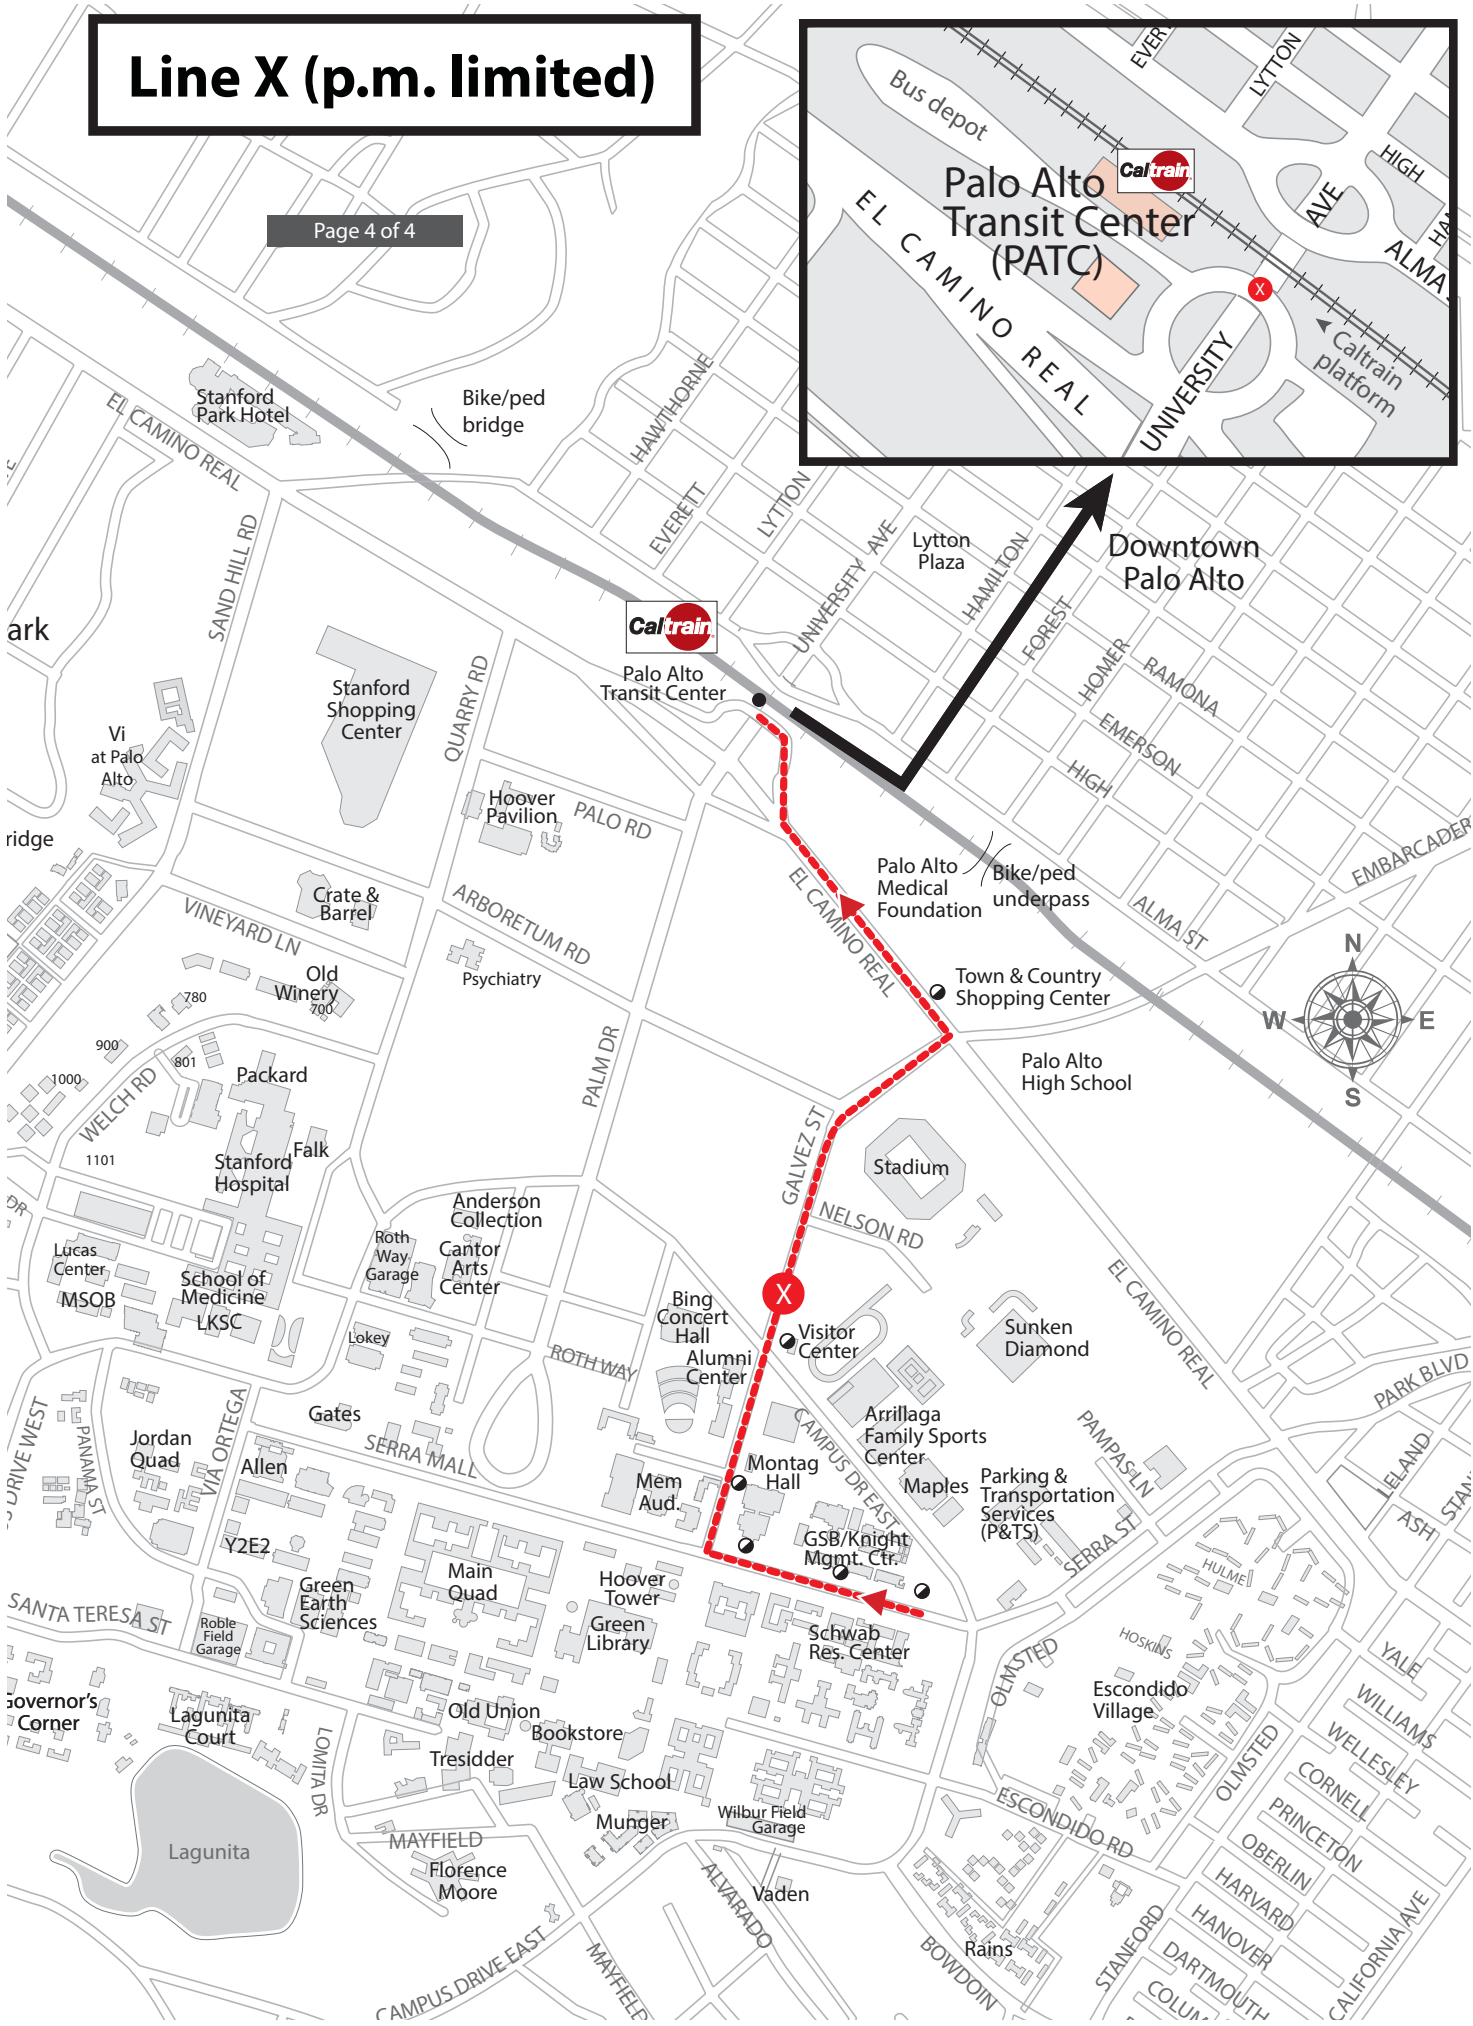 Line X (p.m. limited)
Page 4 of 4
EVER
LYTTON
Bus depot
HIGH
Caltrain
Palo Alto
Transit Center
(PATC)
AVE
HAM
ALMA
EL CAMINO REAL
X
UNIVERSITY
Caltrain
platform
Stanford
Park Hotel
Bike/ped
bridge
EL CAMINO REAL
HAWTHORNE
EVERETT
LYTTON
UNIVERSITY AVE
Lytton
Plaza
HAMILTON
Downtown
Palo Alto
SAND HILL RD
ark
Caltrain
Palo Alto
Transit Center
FOREST
HOMER
RAMONA
EMERSON
HIGH
Stanford
Shopping
Center
QUARRY RD
Vi
at Palo
Alto
Hoover
Pavilion
PALO RD
ridge
EMBARCADER
Palo Alto
Medical
Foundation
Bike/ped
underpass
ALMA ST
EL CAMINO REAL
Crate &
Barrel
VINEYARD LN
ARBORETUM RD
Psychiatry
Old
Winery
700
780
Town & Country
Shopping Center
N
W
E
S
900
801
1000
WELCH RD
Packard
PALM DR
Palo Alto
High School
1101
Falk
Stanford
Hospital
GALVEZ ST
Stadium
DR
Anderson
Collection
NELSON RD
Lucas
Center
Roth
Way
Garage
Cantor
Arts
Center
School of
Medicine
MSOB
LKSC
X
Bing
Concert
Hall
Visitor
Center
Sunken
Diamond
EL CAMINO REAL
Lokey
ROTH WAY
Alumni
Center
PARK BLVD
S DRIVE WEST
PANAMA ST
Gates
Arrillaga
Family Sports
Center
CAMPUS DR EAST
PAMPAS LN
Jordan
Quad
VIA ORTEGA
Allen
SERRA MALL
Mem
Aud.
Montag
Hall
Maples
Parking &
Transportation
Services
(P&TS)
LELAND
STAN
ASH
Y2E2
GSB/Knight
Mgmt. Ctr.
SERRA ST
HULME
Green
Earth
Sciences
Main
Quad
Hoover
Tower
SANTA TERESA ST
Roble
Field
Garage
Green
Library
Schwab
Res. Center
HOSKINS
YALE
OLMSTED
Governor's
Corner
Lagunita
Court
Old Union
Bookstore
Escondido
Village
WILLIAMS
WELLESLEY
LOMITA DR
Tresidder
Law School
OLMSTED
CORNELL
Munger
Wilbur Field
Garage
ESCONDIDO RD
PRINCETON
Lagunita
MAYFIELD
Florence
Moore
OBERLIN
ALVARADO
Vaden
HARVARD
HANOVER
CALIFORNIA AVE
CAMPUS DRIVE EAST
MAYFIELD
BOWDOIN
Rains
STANFORD
DARTMOUTH
COLUM